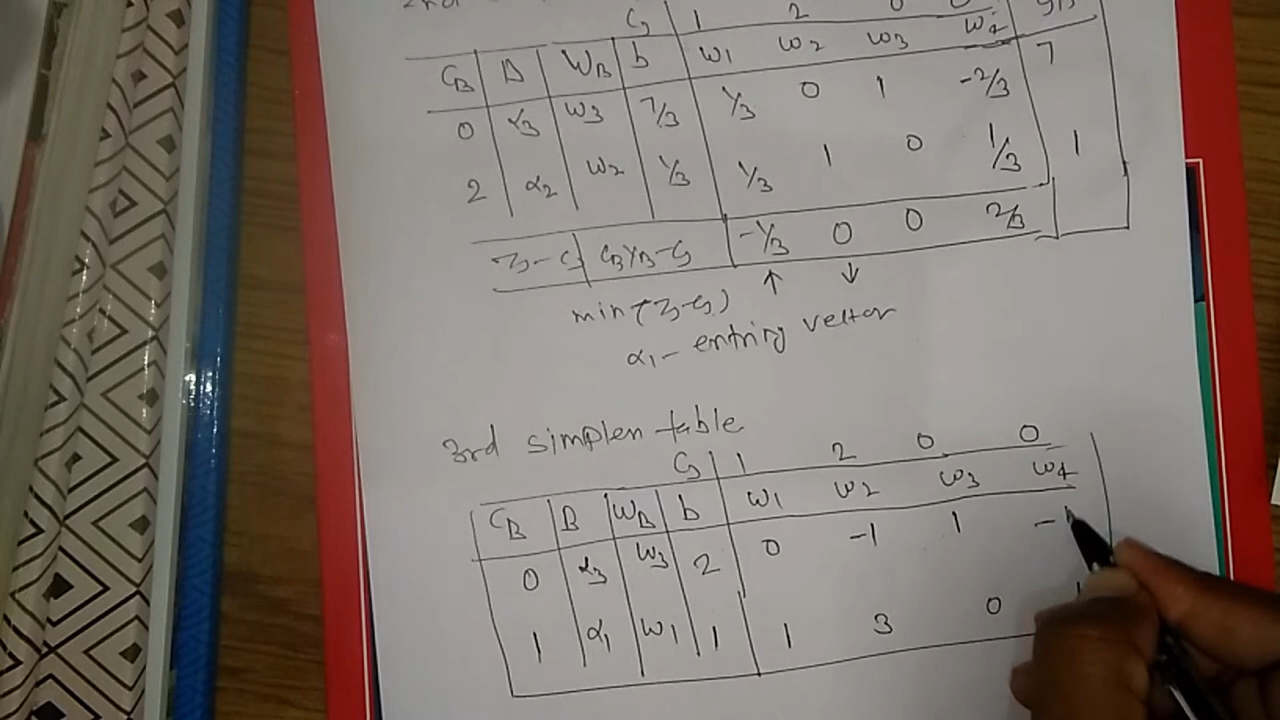 2nd
Cj 1 2 0 0
CB B WB b w1 w2 w3 w4
0 α3 w3 7/3 1/3 0 1 -2/3 7
2 α2 w2 1/3 1/3 1 0 1/3 1
zj-cj CBYB-cj -1/3 0 0 2/3
↑ ↓
min(zj-cj)
α1- entring vector
3rd simplex table
Cj 1 2 0 0
CB B WB b w1 w2 w3 w4
0 α3 w3 2 0 -1 1 -1
1 α1 w1 1 1 3 0